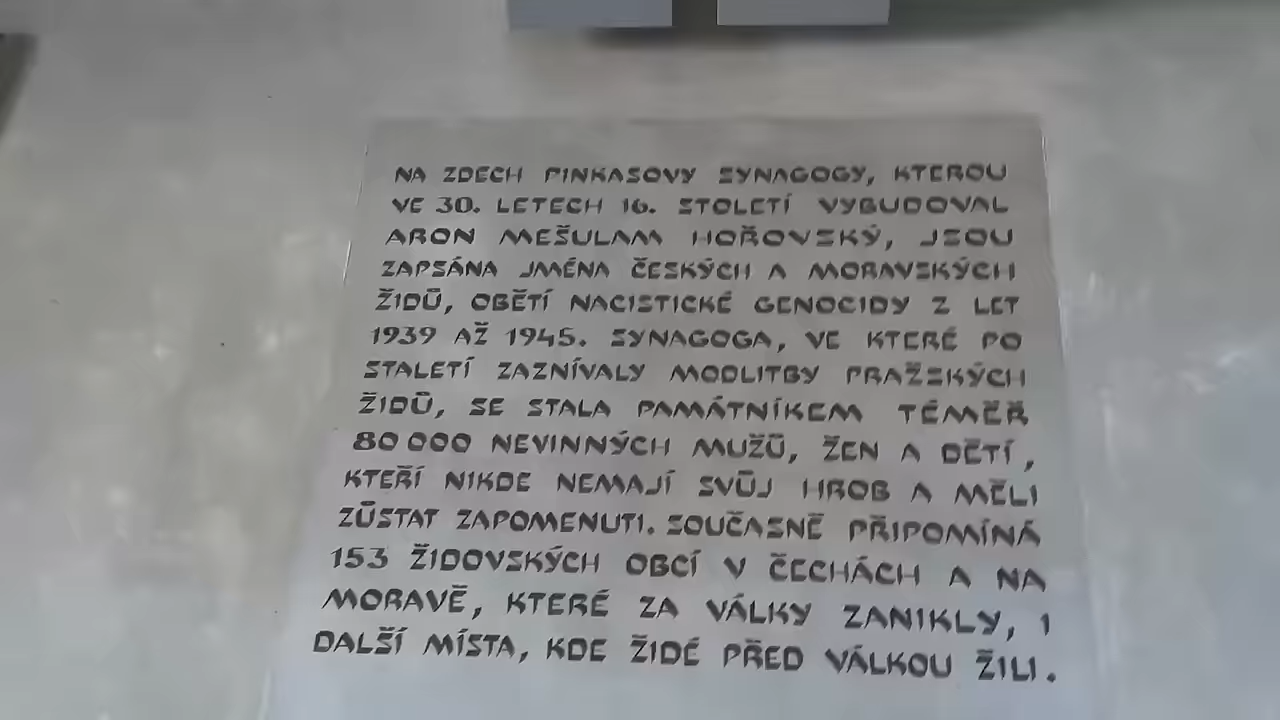 NA ZDECH PINKASOVY SYNAGOGY, KTEROU
VE 30. LETECH 16. STOLETÍ VYBUDOVAL
ARON MEŠULAM HOŘOVSKÝ, JSOU
ZAPSÁNA JMÉNA ČESKÝCH A MORAVSKÝCH
ŽIDŮ, OBĚTÍ NACISTICKÉ GENOCIDY Z LET
1939 AŽ 1945. SYNAGOGA, VE KTERÉ PO
STALETÍ ZAZNÍVALY MODLITBY PRAŽSKÝCH
ŽIDŮ, SE STALA PAMÁTNÍKEM TÉMĚŘ
80 000 NEVINNÝCH MUŽŮ, ŽEN A DĚTÍ,
KTEŘÍ NIKDE NEMAJÍ SVŮJ HROB A MĚLI
ZŮSTAT ZAPOMENUTI. SOUČASNĚ PŘIPOMÍNÁ
153 ŽIDOVSKÝCH OBCÍ V ČECHÁCH A NA
MORAVĚ, KTERÉ ZA VÁLKY ZANIKLY, I
DALŠÍ MÍSTA, KDE ŽIDÉ PŘED VÁLKOU ŽILI.